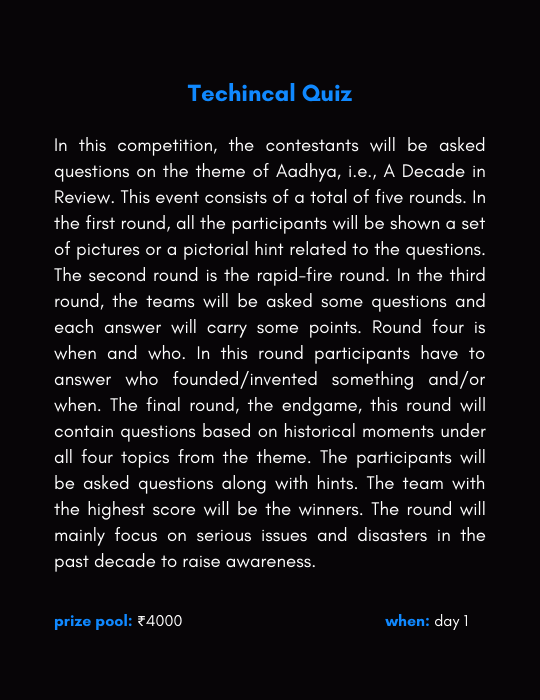 Techincal Quiz
In this competition, the contestants will be asked
questions on the theme of Aadhya, i.e., A Decade in
Review. This event consists of a total of five rounds. In
the first round, all the participants will be shown a set
of pictures or a pictorial hint related to the questions.
The second round is the rapid-fire round. In the third
round, the teams will be asked some questions and
each answer will carry some points. Round four is
when and who. In this round participants have to
answer who founded/invented something and/or
when. The final round, the endgame, this round will
contain questions based on historical moments under
all four topics from the theme. The participants will
be asked questions along with hints. The team with
the highest score will be the winners. The round will
mainly focus on serious issues and disasters in the
past decade to raise awareness.
prize pool: ₹4000 when: day 1